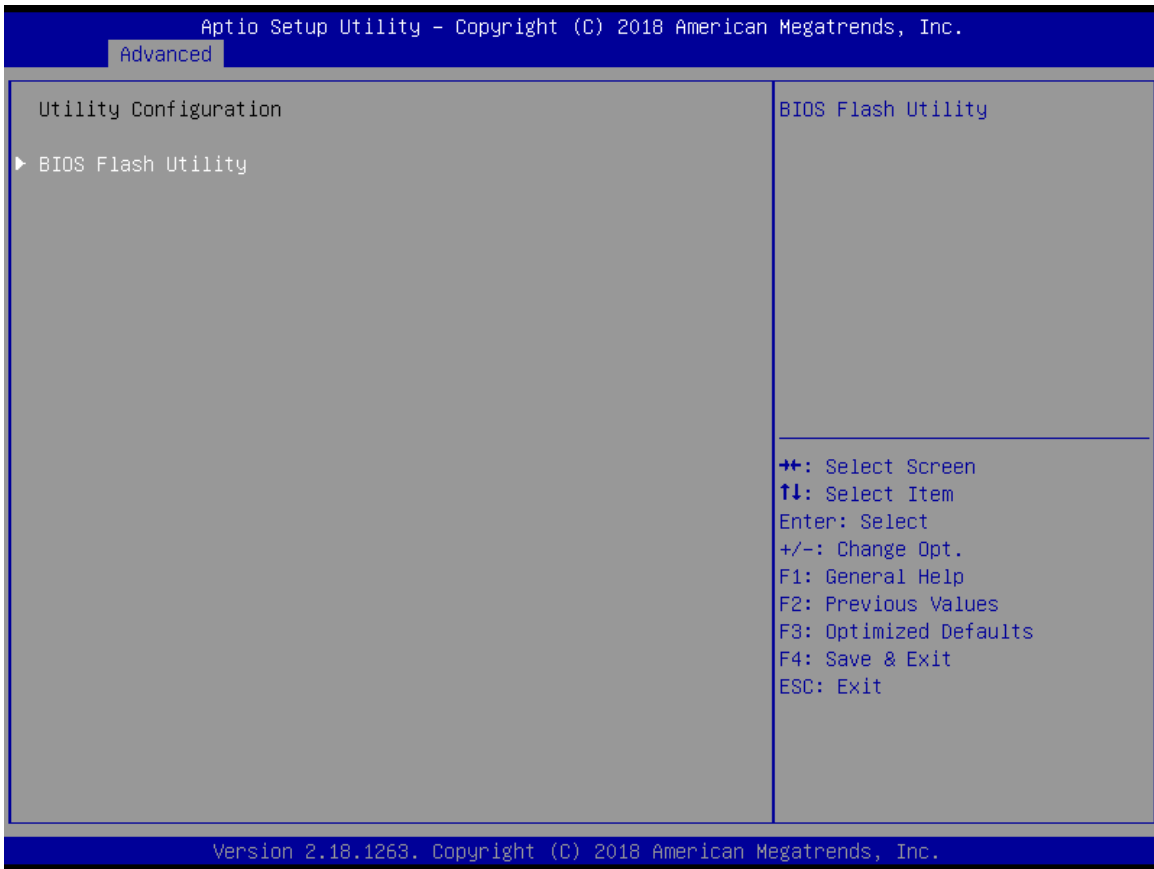 Aptio Setup Utility – Copyright (C) 2018 American Megatrends, Inc.
Advanced
Utility Configuration
▶ BIOS Flash Utility
BIOS Flash Utility
→←: Select Screen
↑↓: Select Item
Enter: Select
+/-: Change Opt.
F1: General Help
F2: Previous Values
F3: Optimized Defaults
F4: Save & Exit
ESC: Exit
Version 2.18.1263. Copyright (C) 2018 American Megatrends, Inc.